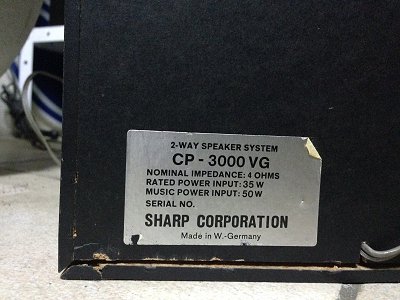 2-WAY SPEAKER SYSTEM
CP - 3000 VG
NOMINAL IMPEDANCE: 4 OHMS
RATED POWER INPUT: 35 W
MUSIC POWER INPUT: 50 W
SERIAL NO.
SHARP CORPORATION
Made in W.-Germany